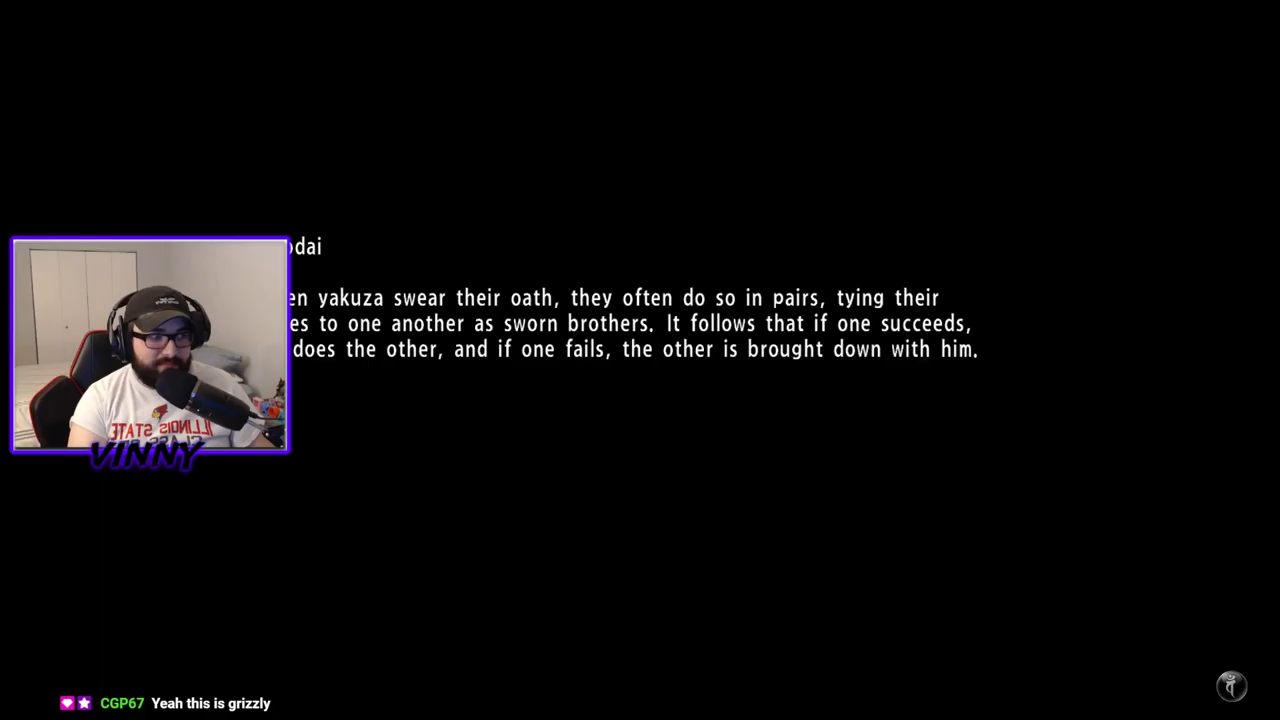 odai
en yakuza swear their oath, they often do so in pairs, tying their
es to one another as sworn brothers. It follows that if one succeeds,
does the other, and if one fails, the other is brought down with him.
ILLINOIS STATE
VINNY
CGP67 Yeah this is grizzly